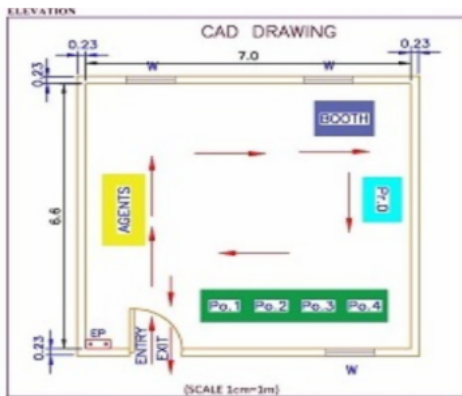 ELEVATION
CAD DRAWING
0.23
7.0
0.23
0.23
W
W
BOOTH
AGENTS
Pr.O
6.6
Po.1 Po.2 Po.3 Po.4
EP
ENTRY
EXIT
0.23
W
(SCALE 1cm=1m)